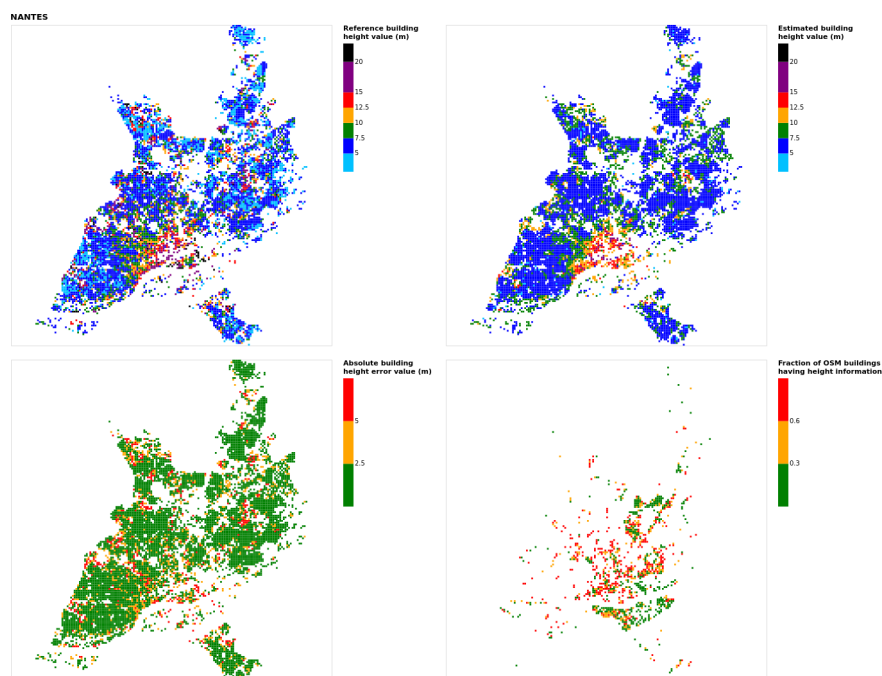 NANTES
Reference building
height value (m)
20
15
12.5
10
7.5
5
Estimated building
height value (m)
20
15
12.5
10
7.5
5
Absolute building
height error value (m)
5
2.5
Fraction of OSM buildings
having height information
0.6
0.3